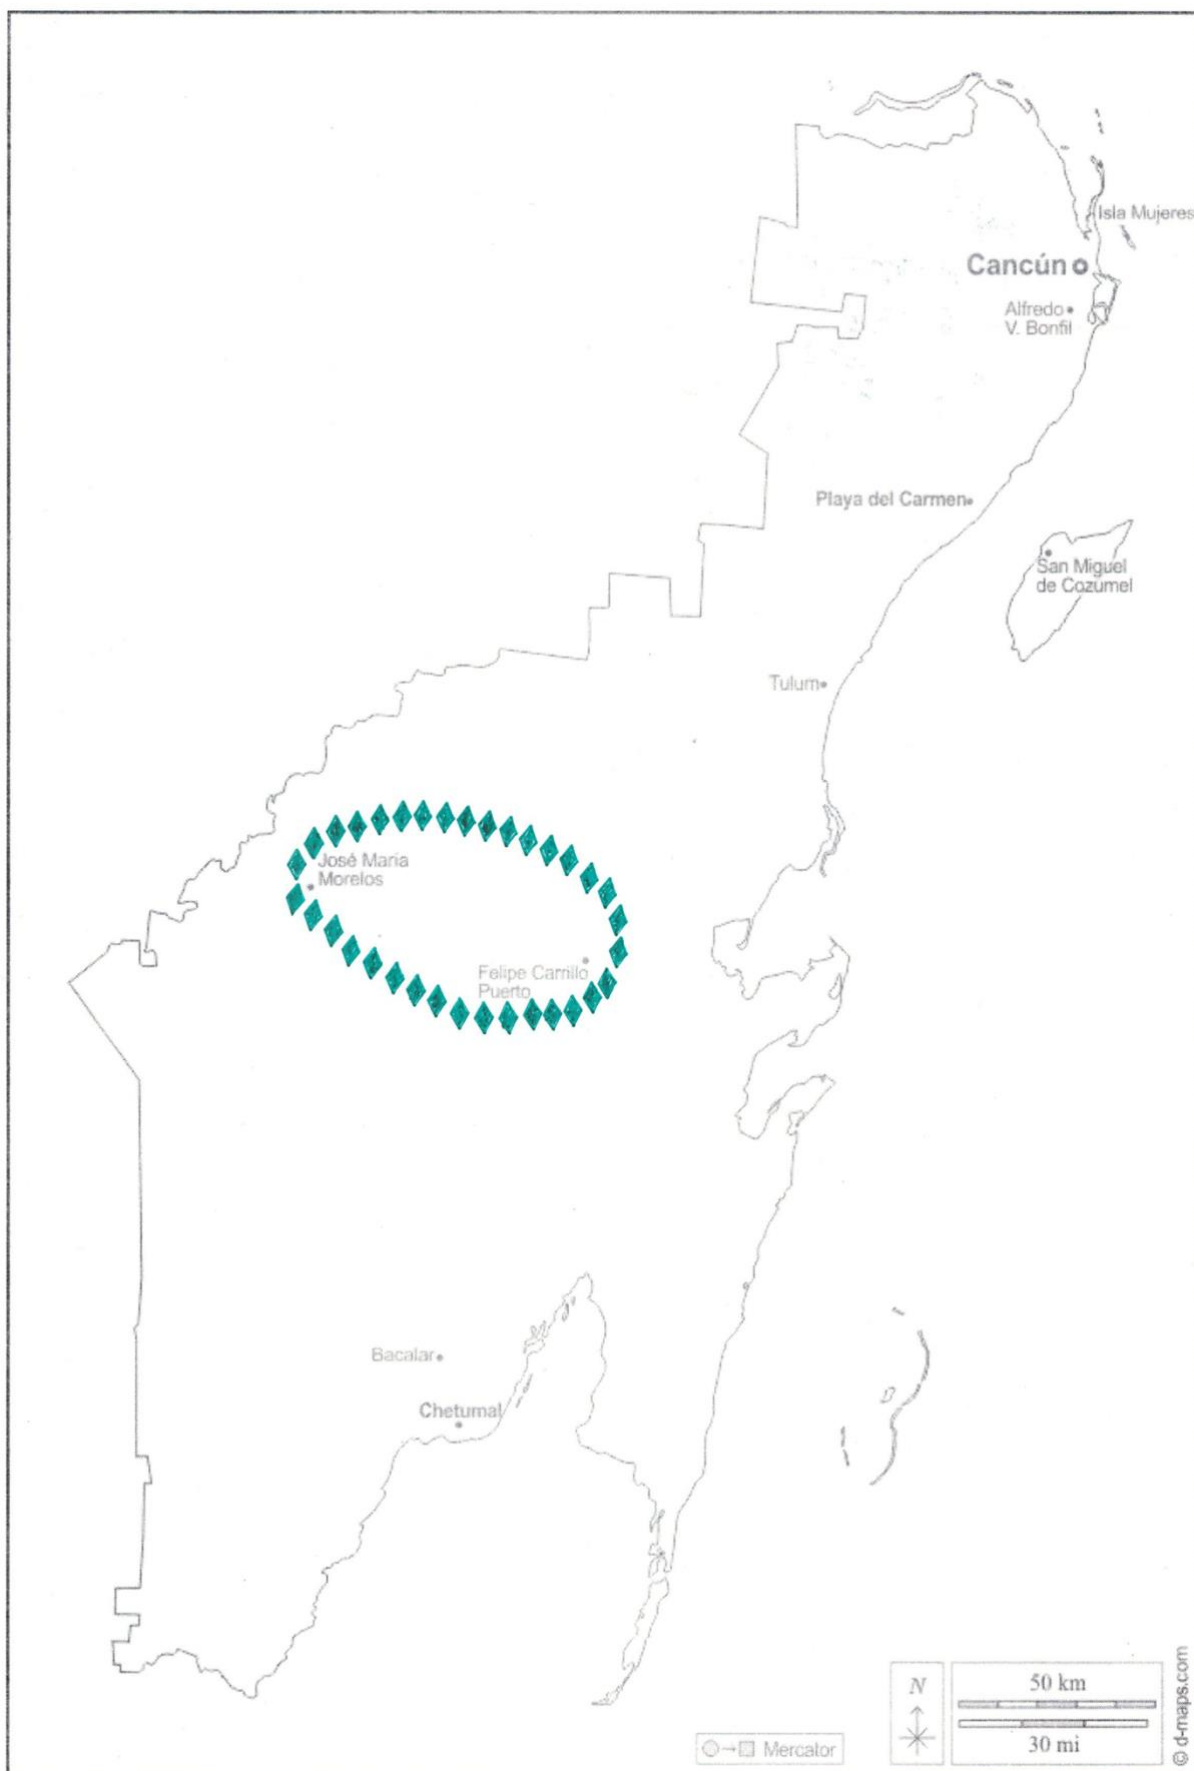 Isla Mujeres
Cancún
Alfredo
V. Bonfil
Playa del Carmen
San Miguel
de Cozumel
Tulum
José María
Morelos
Felipe Carrillo
Puerto
Bacalar
Chetumal
N
50 km
30 mi
Mercator
© d-maps.com